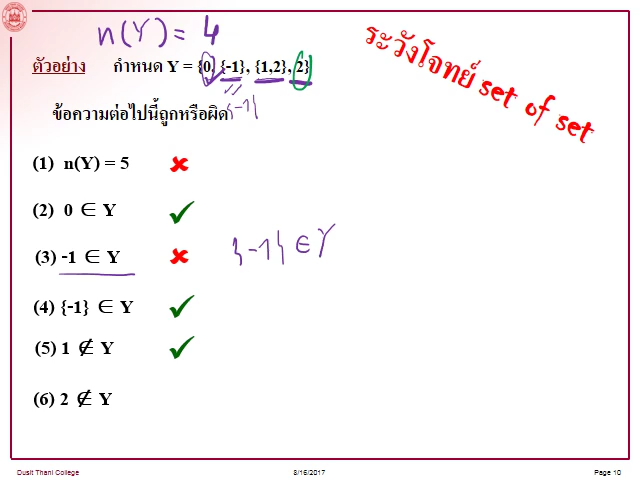 n(Y) = 4
ตัวอย่าง กำหนด Y = {0, {-1}, {1,2}, 2}
ระวังโจทย์ set of set
ข้อความต่อไปนี้ถูกหรือผิด {-1}
(1) n(Y) = 5 ✘
(2) 0 ∈ Y ✓
(3) -1 ∈ Y ✘ {-1} ∈ Y
(4) {-1} ∈ Y ✓
(5) 1 ∉ Y ✓
(6) 2 ∉ Y
Dusit Thani College 8/16/2017 Page 10